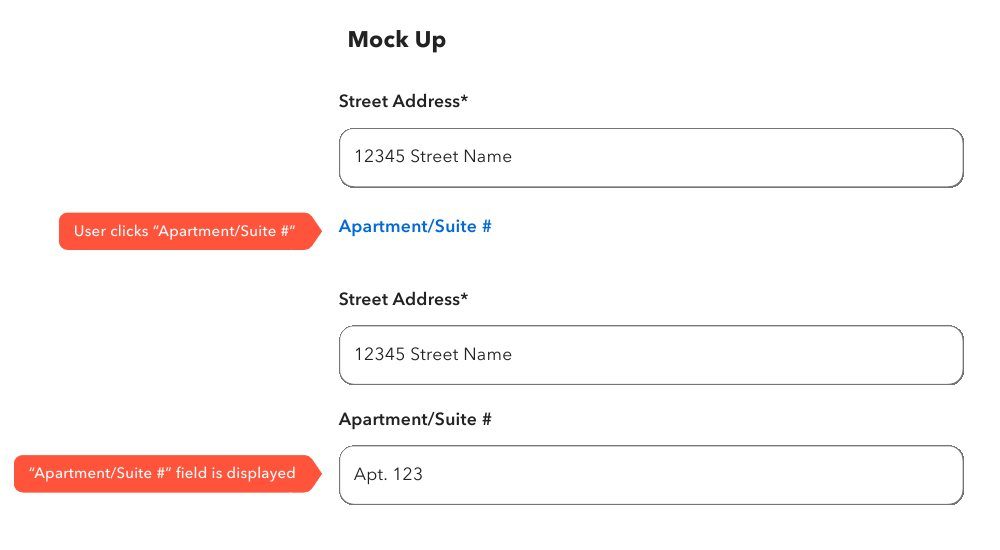 Mock Up
Street Address*
12345 Street Name
User clicks “Apartment/Suite #“
Apartment/Suite #
Street Address*
12345 Street Name
Apartment/Suite #
“Apartment/Suite #“ field is displayed
Apt. 123